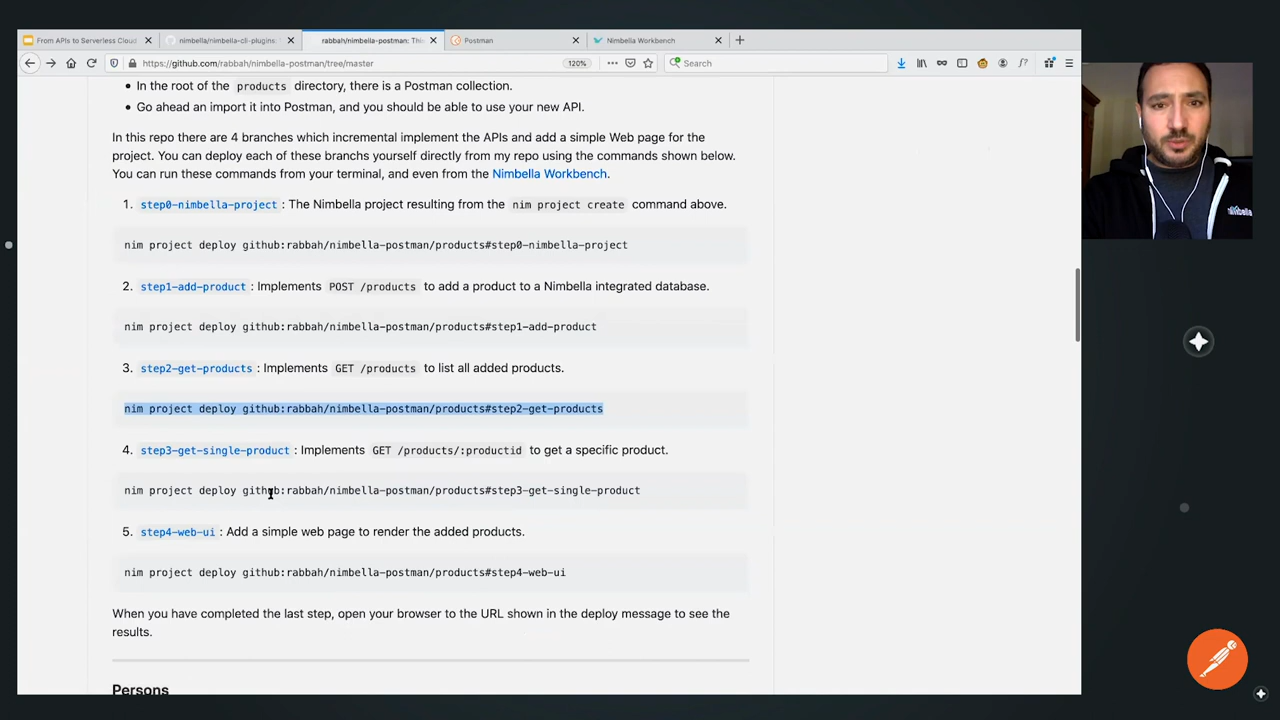 From APIs to Serverless Cloud
nimbella/nimbella-cli-plugins:
rabbah/nimbella-postman: Thi
Postman
Nimbella Workbench
https://github.com/rabbah/nimbella-postman/tree/master
120%
Search
In the root of the products directory, there is a Postman collection.
Go ahead an import it into Postman, and you should be able to use your new API.
In this repo there are 4 branches which incremental implement the APIs and add a simple Web page for the
project. You can deploy each of these branchs yourself directly from my repo using the commands shown below.
You can run these commands from your terminal, and even from the Nimbella Workbench.
1. step0-nimbella-project : The Nimbella project resulting from the nim project create command above.
nim project deploy github:rabbah/nimbella-postman/products#step0-nimbella-project
2. step1-add-product : Implements POST /products to add a product to a Nimbella integrated database.
nim project deploy github:rabbah/nimbella-postman/products#step1-add-product
3. step2-get-products : Implements GET /products to list all added products.
nim project deploy github:rabbah/nimbella-postman/products#step2-get-products
4. step3-get-single-product : Implements GET /products/:productid to get a specific product.
nim project deploy github:rabbah/nimbella-postman/products#step3-get-single-product
5. step4-web-ui : Add a simple web page to render the added products.
nim project deploy github:rabbah/nimbella-postman/products#step4-web-ui
When you have completed the last step, open your browser to the URL shown in the deploy message to see the
results.
Persons